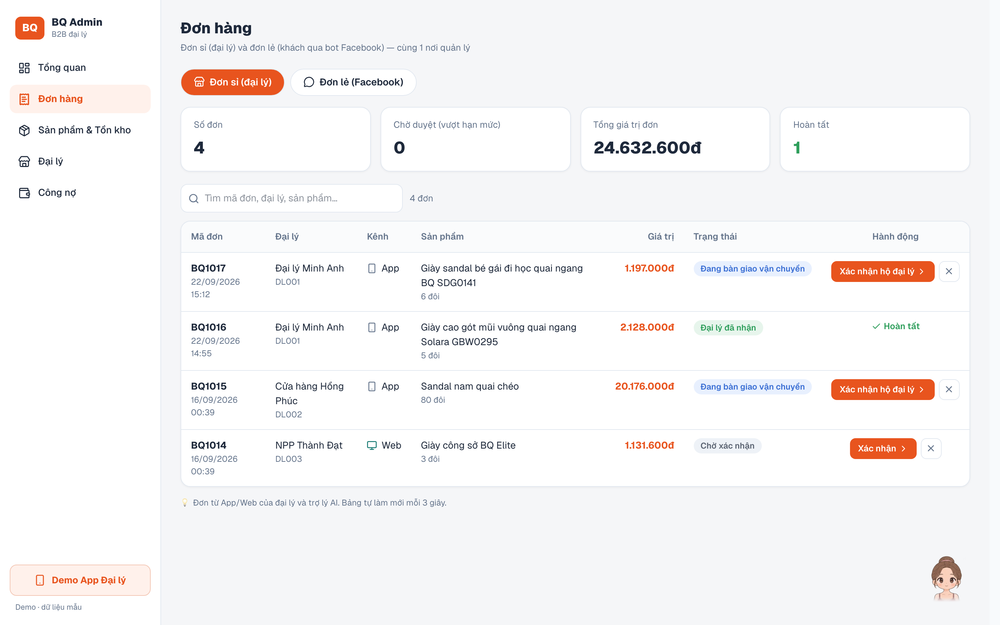 BQ
BQ Admin
B2B đại lý
Tổng quan
Đơn hàng
Sản phẩm & Tồn kho
Đại lý
Công nợ
Demo App Đại lý
Demo · dữ liệu mẫu
Đơn hàng
Đơn sỉ (đại lý) và đơn lẻ (khách qua bot Facebook) — cùng 1 nơi quản lý
Đơn sỉ (đại lý)
Đơn lẻ (Facebook)
Số đơn
4
Chờ duyệt (vượt hạn mức)
0
Tổng giá trị đơn
24.632.600đ
Hoàn tất
1
Tìm mã đơn, đại lý, sản phẩm...
4 đơn
Mã đơn Đại lý Kênh Sản phẩm Giá trị Trạng thái Hành động
BQ1017 Đại lý Minh Anh App Giày sandal bé gái đi học quai ngang 1.197.000đ Đang bàn giao vận chuyển Xác nhận hộ đại lý
22/09/2026 DL001 BQ SDG0141
15:12 6 đôi
BQ1016 Đại lý Minh Anh App Giày cao gót mũi vuông quai ngang 2.128.000đ Đại lý đã nhận Hoàn tất
22/09/2026 DL001 Solara GBW0295
14:55 5 đôi
BQ1015 Cửa hàng Hồng App Sandal nam quai chéo 20.176.000đ Đang bàn giao vận chuyển Xác nhận hộ đại lý
16/09/2026 Phúc 80 đôi
00:39 DL002
BQ1014 NPP Thành Đạt Web Giày công sở BQ Elite 1.131.600đ Chờ xác nhận Xác nhận
16/09/2026 DL003 3 đôi
00:39
Đơn từ App/Web của đại lý và trợ lý AI. Bảng tự làm mới mỗi 3 giây.